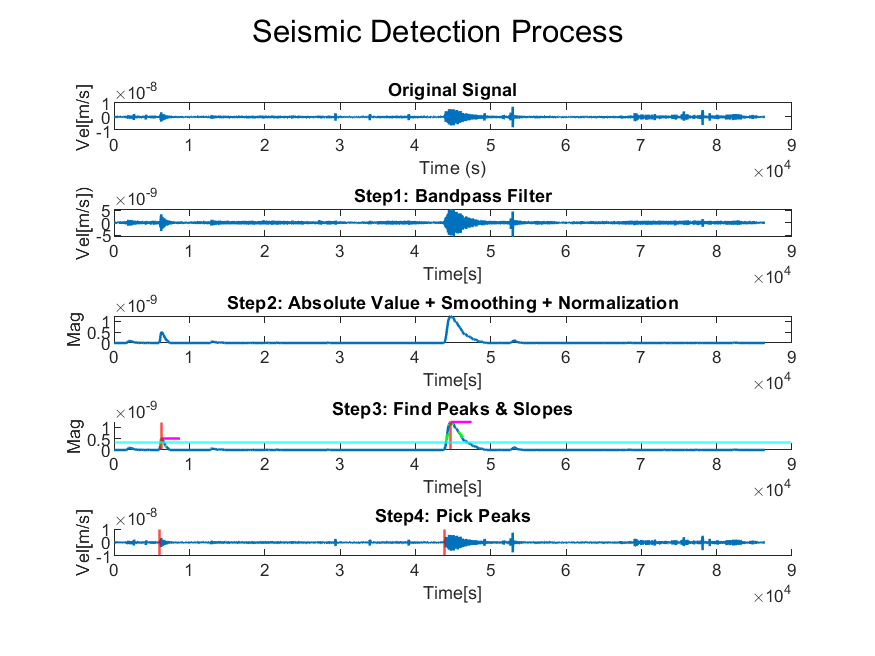 Seismic Detection Process
Original Signal
×10^-8
Vel[m/s]
1
0
-1
0 1 2 3 4 5 6 7 8 9
Time (s)
×10^4
Step1: Bandpass Filter
×10^-9
Vel[m/s])
5
0
-5
0 1 2 3 4 5 6 7 8 9
Time[s]
×10^4
Step2: Absolute Value + Smoothing + Normalization
×10^-9
Mag
1
0.5
0
0 1 2 3 4 5 6 7 8 9
Time[s]
×10^4
Step3: Find Peaks & Slopes
×10^-9
Mag
1
0.5
0
0 1 2 3 4 5 6 7 8 9
Time[s]
×10^4
Step4: Pick Peaks
×10^-8
Vel[m/s]
1
0
-1
0 1 2 3 4 5 6 7 8 9
Time[s]
×10^4